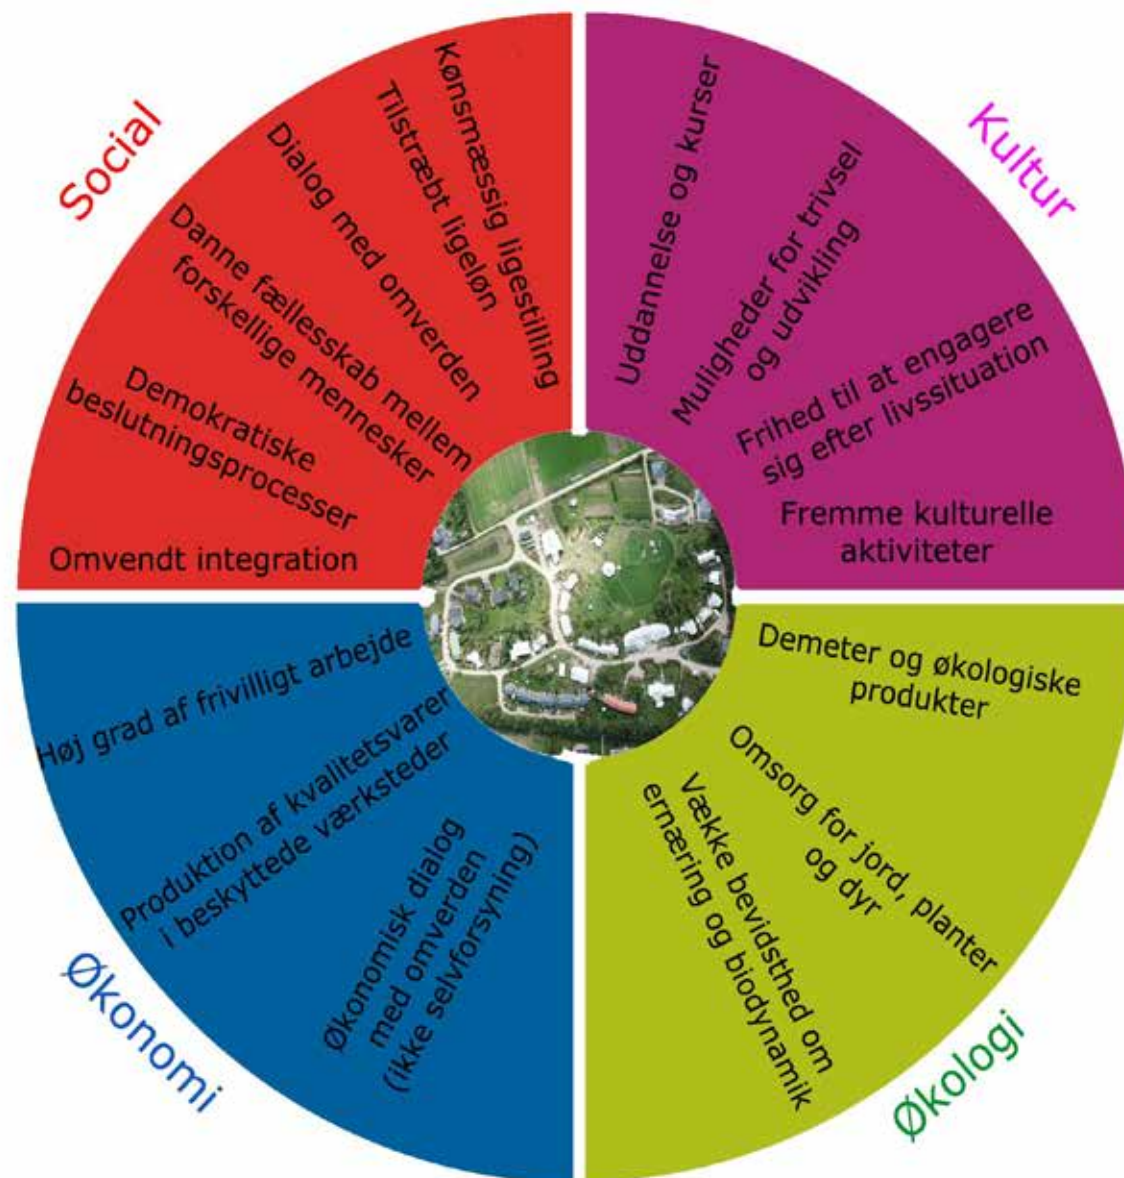 Social
Kønsmæssig ligestilling
Tilstræbt ligeløn
Dialog med omverden
Danne fællesskab mellem
forskellige mennesker
Demokratiske
beslutningsprocesser
Omvendt integration
Kultur
Uddannelse og kurser
Muligheder for trivsel
og udvikling
Frihed til at engagere
sig efter livssituation
Fremme kulturelle
aktiviteter
Økonomi
Høj grad af frivilligt arbejde
Produktion af kvalitetsvarer
i beskyttede værksteder
Økonomisk dialog
med omverden
(ikke selvforsyning)
Økologi
Demeter og økologiske
produkter
Omsorg for jord, planter
og dyr
Vække bevidsthed om
ernæring og biodynamik